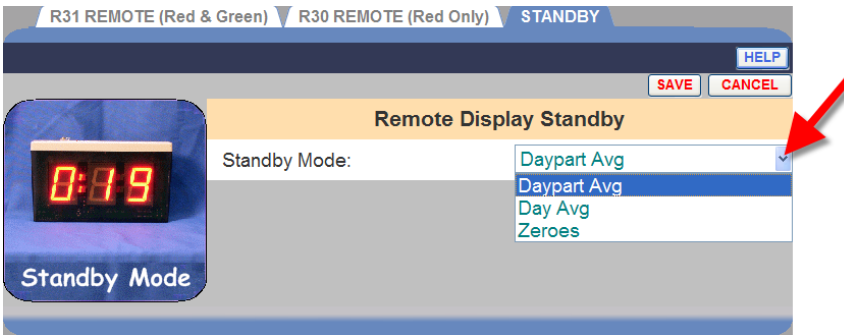 R31 REMOTE (Red & Green) R30 REMOTE (Red Only) STANDBY
HELP
SAVE CANCEL
Remote Display Standby
Standby Mode: Daypart Avg
Daypart Avg
Day Avg
Zeroes
0:19
Standby Mode